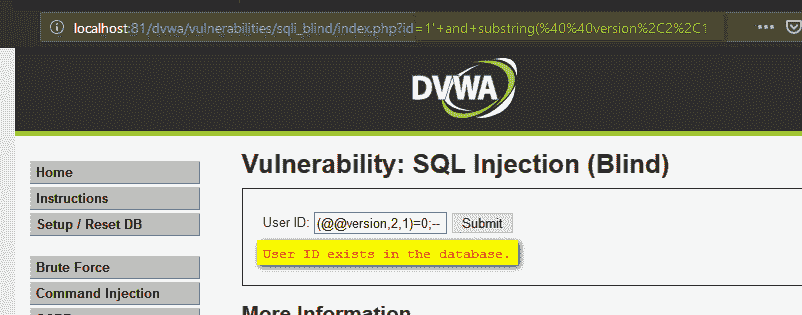 localhost:81/dvwa/vulnerabilities/sqli_blind/index.php?id=1'+and+substring(%40%40version%2C2%2C1
DVWA
Vulnerability: SQL Injection (Blind)
Home
Instructions
Setup / Reset DB
Brute Force
Command Injection
User ID: (@@version,2,1)=0;-- Submit
User ID exists in the database.
More Information